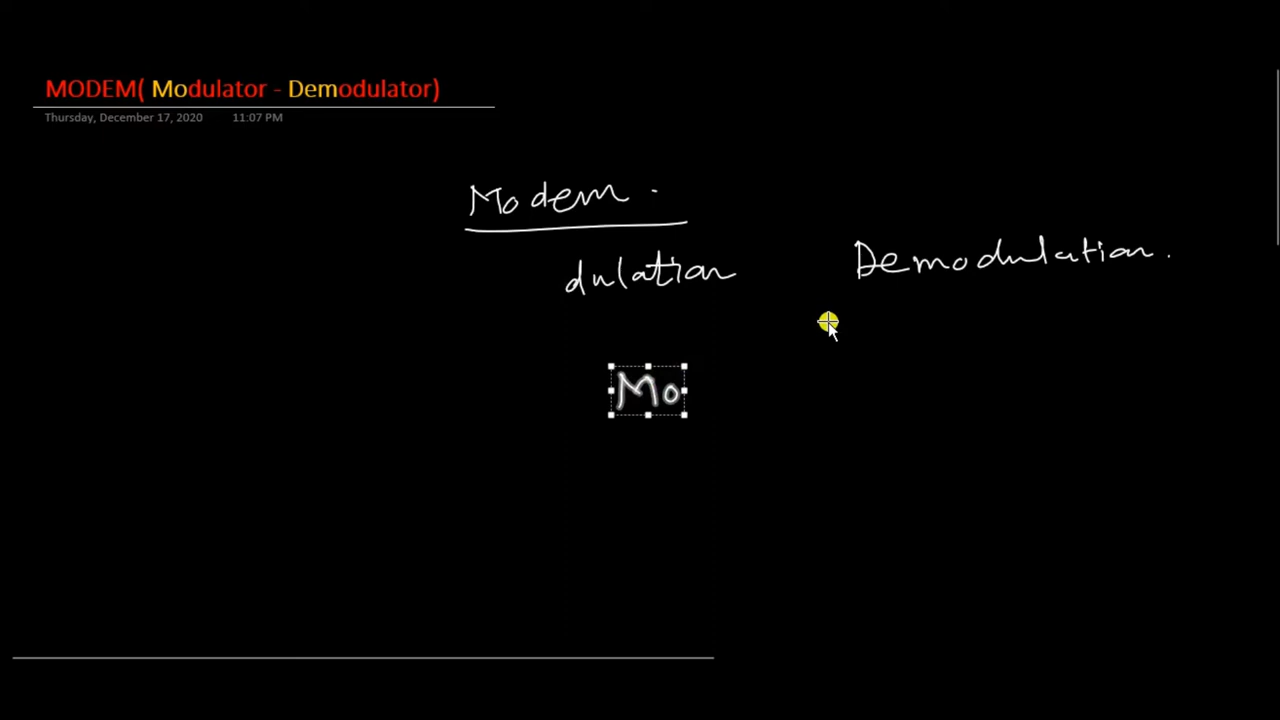 MODEM( Modulator - Demodulator)
Thursday, December 17, 2020 11:07 PM
Modem .
dulation Demodulation .
Mo